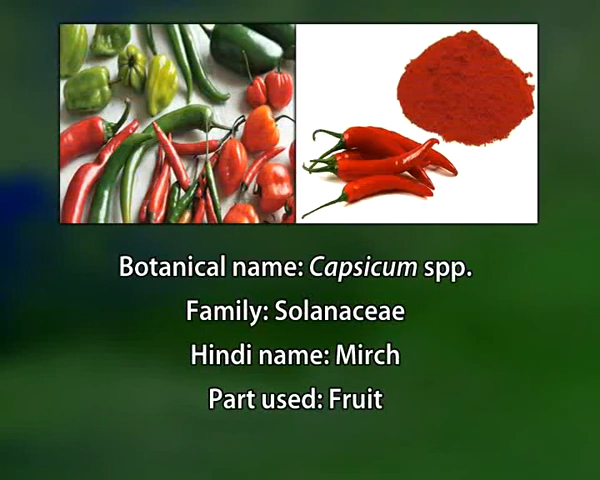 Botanical name: Capsicum spp.
Family: Solanaceae
Hindi name: Mirch
Part used: Fruit